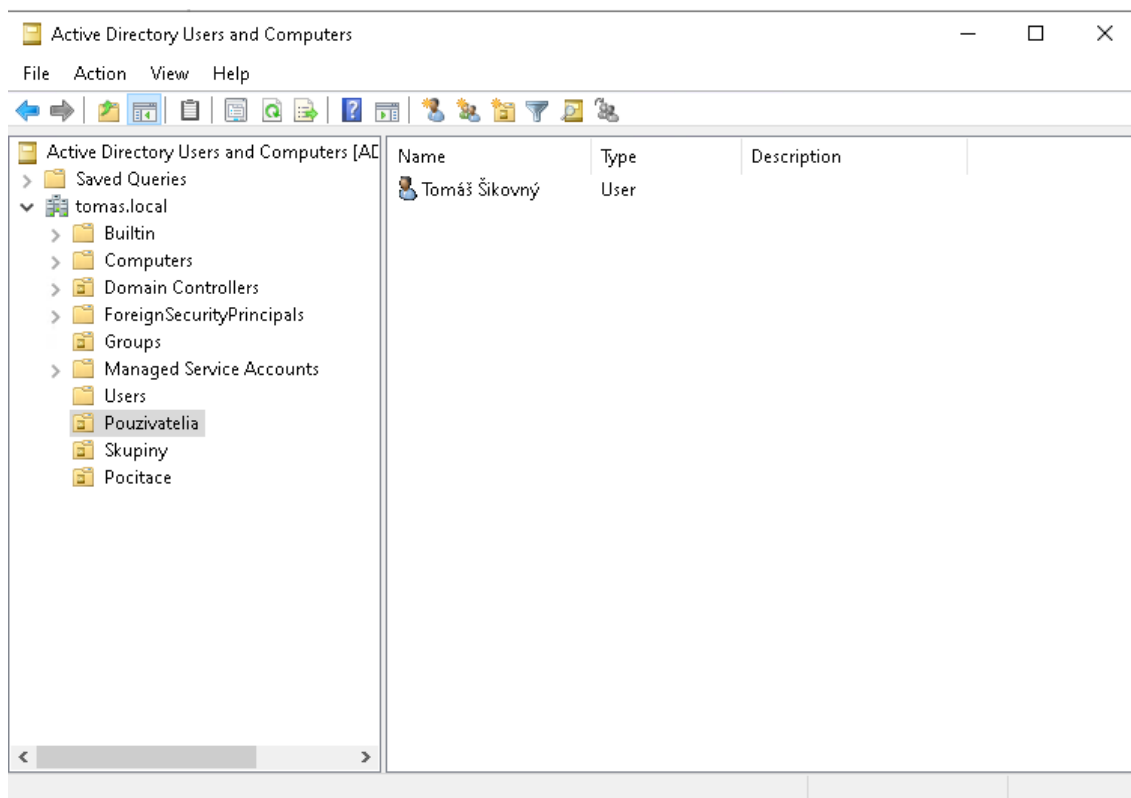 Active Directory Users and Computers
File Action View Help
Active Directory Users and Computers [AD
Name Type Description
Saved Queries
Tomáš Šikovný User
tomas.local
Builtin
Computers
Domain Controllers
ForeignSecurityPrincipals
Groups
Managed Service Accounts
Users
Pouzivatelia
Skupiny
Pocitace